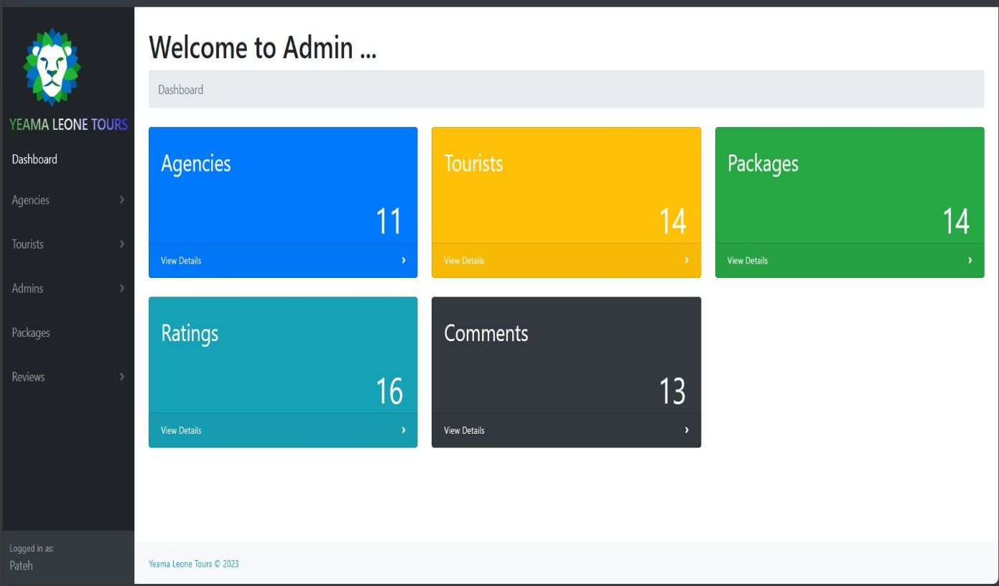 YEAMA LEONE TOURS
Dashboard
Agencies
Tourists
Admins
Packages
Reviews
Logged in as:
Pateh
Welcome to Admin ...
Dashboard
Agencies
11
View Details
Tourists
14
View Details
Packages
14
View Details
Ratings
16
View Details
Comments
13
View Details
Yeama Leone Tours © 2023